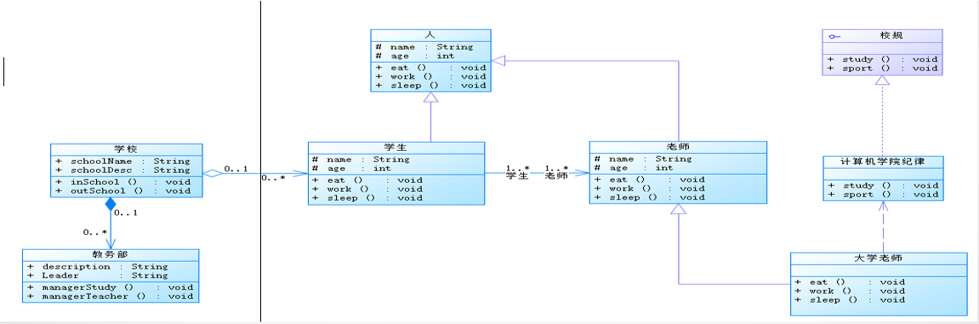 人
# name : String
# age : int
+ eat () : void
+ work () : void
+ sleep () : void
校规
+ study () : void
+ sport () : void
学校
+ schoolName : String
+ schoolDesc : String
+ inSchool () : void
+ outSchool () : void
0..1
0..*
学生
# name : String
# age : int
+ eat () : void
+ work () : void
+ sleep () : void
1..*
学生
1..*
老师
老师
# name : String
# age : int
+ eat () : void
+ work () : void
+ sleep () : void
计算机学院纪律
+ study () : void
+ sport () : void
0..1
0..*
教务部
+ description : String
+ Leader : String
+ managerStudy () : void
+ managerTeacher () : void
大学老师
+ eat () : void
+ work () : void
+ sleep () : void